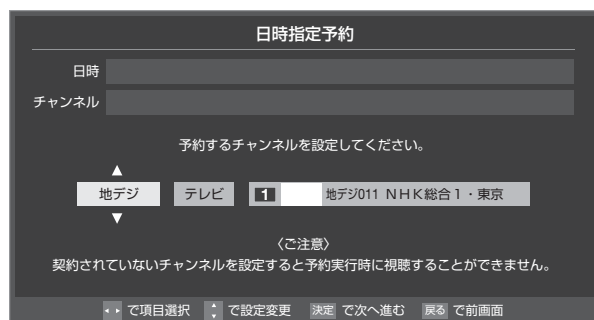 日時指定予約
日時
チャンネル
予約するチャンネルを設定してください。
地デジ テレビ 1 地デジ011 NHK総合1・東京
〈ご注意〉
契約されていないチャンネルを設定すると予約実行時に視聴することができません。
で項目選択 で設定変更 決定 で次へ進む 戻る で前画面